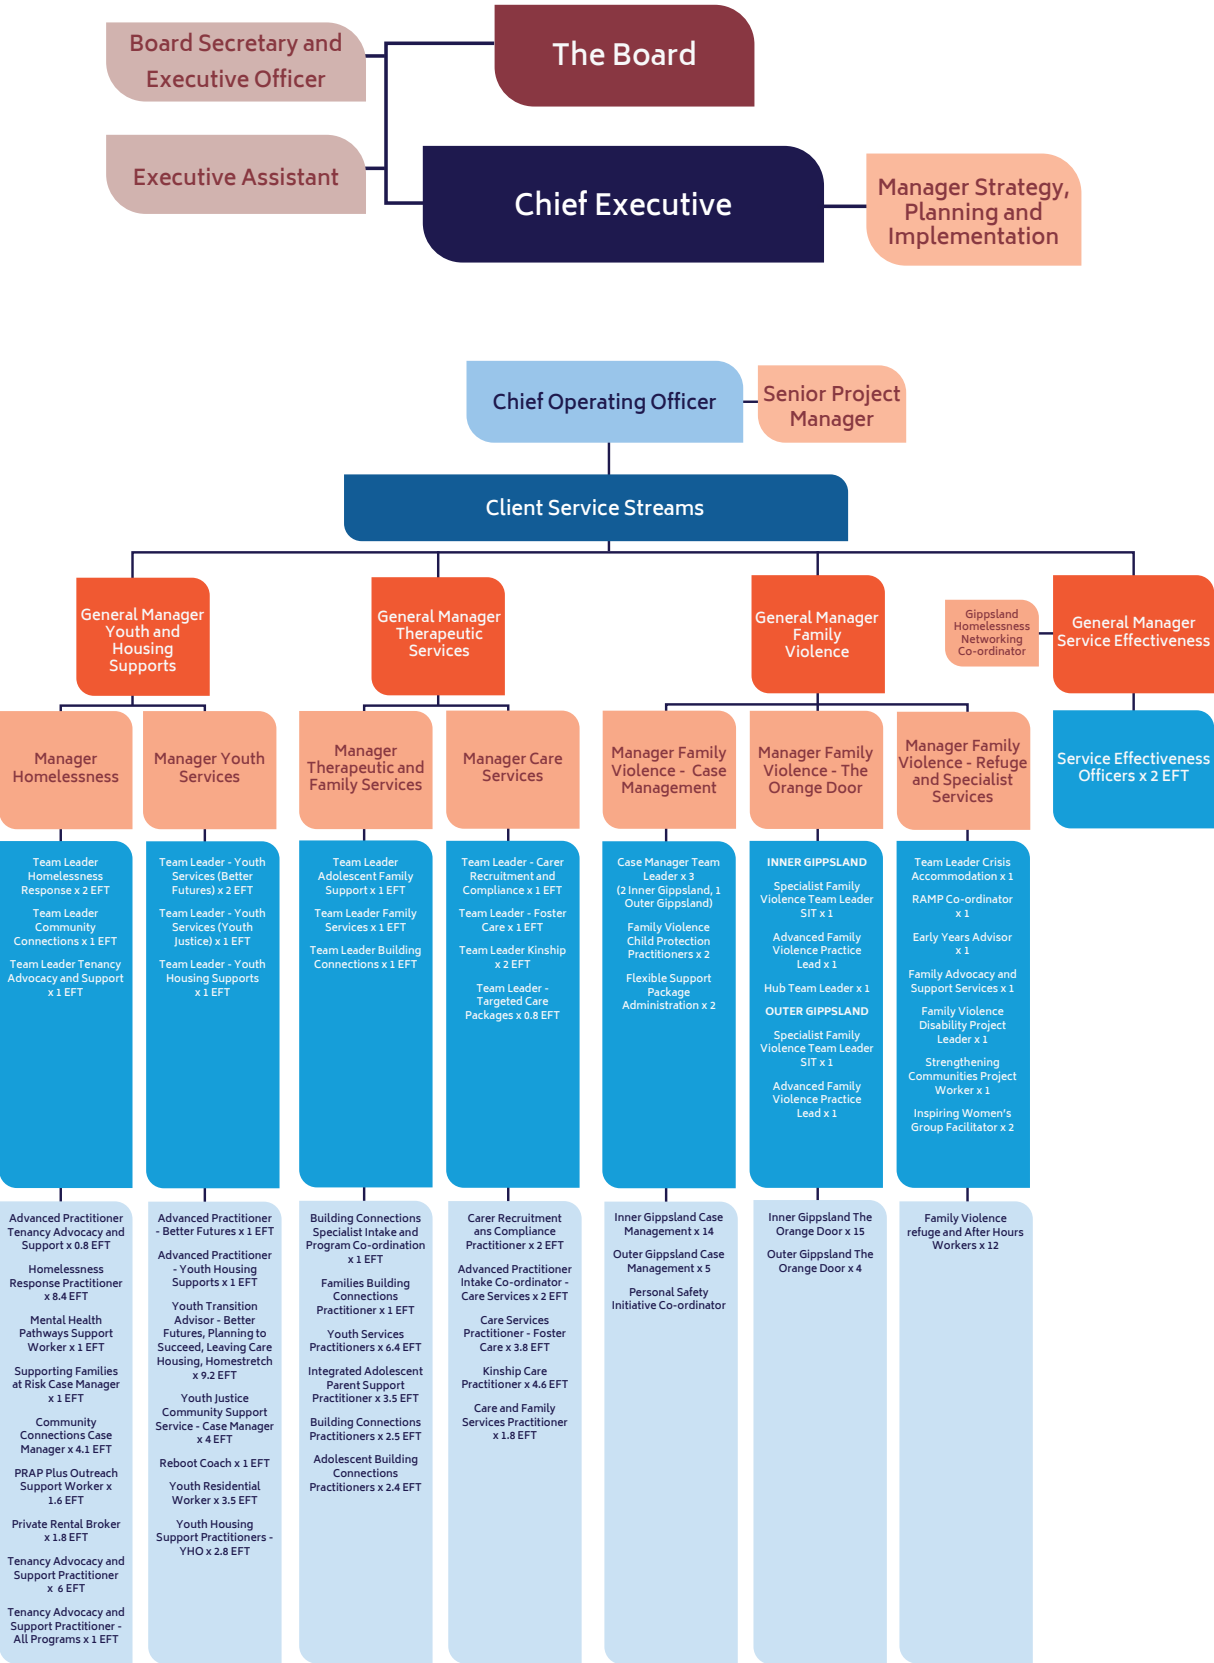 Board Secretary and
Executive Officer
The Board
Executive Assistant
Chief Executive
Manager Strategy,
Planning and
Implementation
Chief Operating Officer
Senior Project
Manager
Client Service Streams
General Manager
Youth and
Housing
Supports
General Manager
Therapeutic
Services
General Manager
Family
Violence
Gippsland
Homelessness
Networking
Co-ordinator
General Manager
Service Effectiveness
Manager
Homelessness
Manager Youth
Services
Manager
Therapeutic and
Family Services
Manager Care
Services
Manager Family
Violence - Case
Management
Manager Family
Violence - The
Orange Door
Manager Family
Violence - Refuge
and Specialist
Services
Service Effectiveness
Officers x 2 EFT
Team Leader
Homelessness
Response x 2 EFT
Team Leader
Community
Connections x 1 EFT
Team Leader Tenancy
Advocacy and Support
x 1 EFT
Team Leader - Youth
Services (Better
Futures) x 2 EFT
Team Leader - Youth
Services (Youth
Justice) x 1 EFT
Team Leader - Youth
Housing Supports
x 1 EFT
Team Leader
Adolescent Family
Support x 1 EFT
Team Leader Family
Services x 1 EFT
Team Leader Building
Connections x 1 EFT
Team Leader - Carer
Recruitment and
Compliance x 1 EFT
Team Leader - Foster
Care x 1 EFT
Team Leader Kinship
x 2 EFT
Team Leader -
Targeted Care
Packages x 0.8 EFT
Case Manager Team
Leader x 3
(2 Inner Gippsland, 1
Outer Gippsland)
Family Violence
Child Protection
Practitioners x 2
Flexible Support
Package
Administration x 2
INNER GIPPSLAND
Specialist Family
Violence Team Leader
SIT x 1
Advanced Family
Violence Practice
Lead x 1
Hub Team Leader x 1
OUTER GIPPSLAND
Specialist Family
Violence Team Leader
SIT x 1
Advanced Family
Violence Practice
Lead x 1
Team Leader Crisis
Accommodation x 1
RAMP Co-ordinator
x 1
Early Years Advisor
x 1
Family Advocacy and
Support Services x 1
Family Violence
Disability Project
Leader x 1
Strengthening
Communities Project
Worker x 1
Inspiring Women's
Group Facilitator x 2
Advanced Practitioner
Tenancy Advocacy and
Support x 0.8 EFT
Homelessness
Response Practitioner
x 8.4 EFT
Mental Health
Pathways Support
Worker x 1 EFT
Supporting Families
at Risk Case Manager
x 1 EFT
Community
Connections Case
Manager x 4.1 EFT
PRAP Plus Outreach
Support Worker x
1.6 EFT
Private Rental Broker
x 1.8 EFT
Tenancy Advocacy and
Support Practitioner
x 6 EFT
Tenancy Advocacy and
Support Practitioner -
All Programs x 1 EFT
Advanced Practitioner
- Better Futures x 1 EFT
Advanced Practitioner
- Youth Housing
Supports x 1 EFT
Youth Transition
Advisor - Better
Futures, Planning to
Succeed, Leaving Care
Housing, Homestretch
x 9.2 EFT
Youth Justice
Community Support
Service - Case Manager
x 4 EFT
Reboot Coach x 1 EFT
Youth Residential
Worker x 3.5 EFT
Youth Housing
Support Practitioners -
YHO x 2.8 EFT
Building Connections
Specialist Intake and
Program Co-ordination
x 1 EFT
Families Building
Connections
Practitioner x 1 EFT
Youth Services
Practitioners x 6.4 EFT
Integrated Adolescent
Parent Support
Practitioner x 3.5 EFT
Building Connections
Practitioners x 2.5 EFT
Adolescent Building
Connections
Practitioners x 2.4 EFT
Carer Recruitment
ans Compliance
Practitioner x 2 EFT
Advanced Practitioner
Intake Co-ordinator -
Care Services x 2 EFT
Care Services
Practitioner - Foster
Care x 3.8 EFT
Kinship Care
Practitioner x 4.6 EFT
Care and Family
Services Practitioner
x 1.8 EFT
Inner Gippsland Case
Management x 14
Outer Gippsland Case
Management x 5
Personal Safety
Initiative Co-ordinator
Inner Gippsland The
Orange Door x 15
Outer Gippsland The
Orange Door x 4
Family Violence
refuge and After Hours
Workers x 12